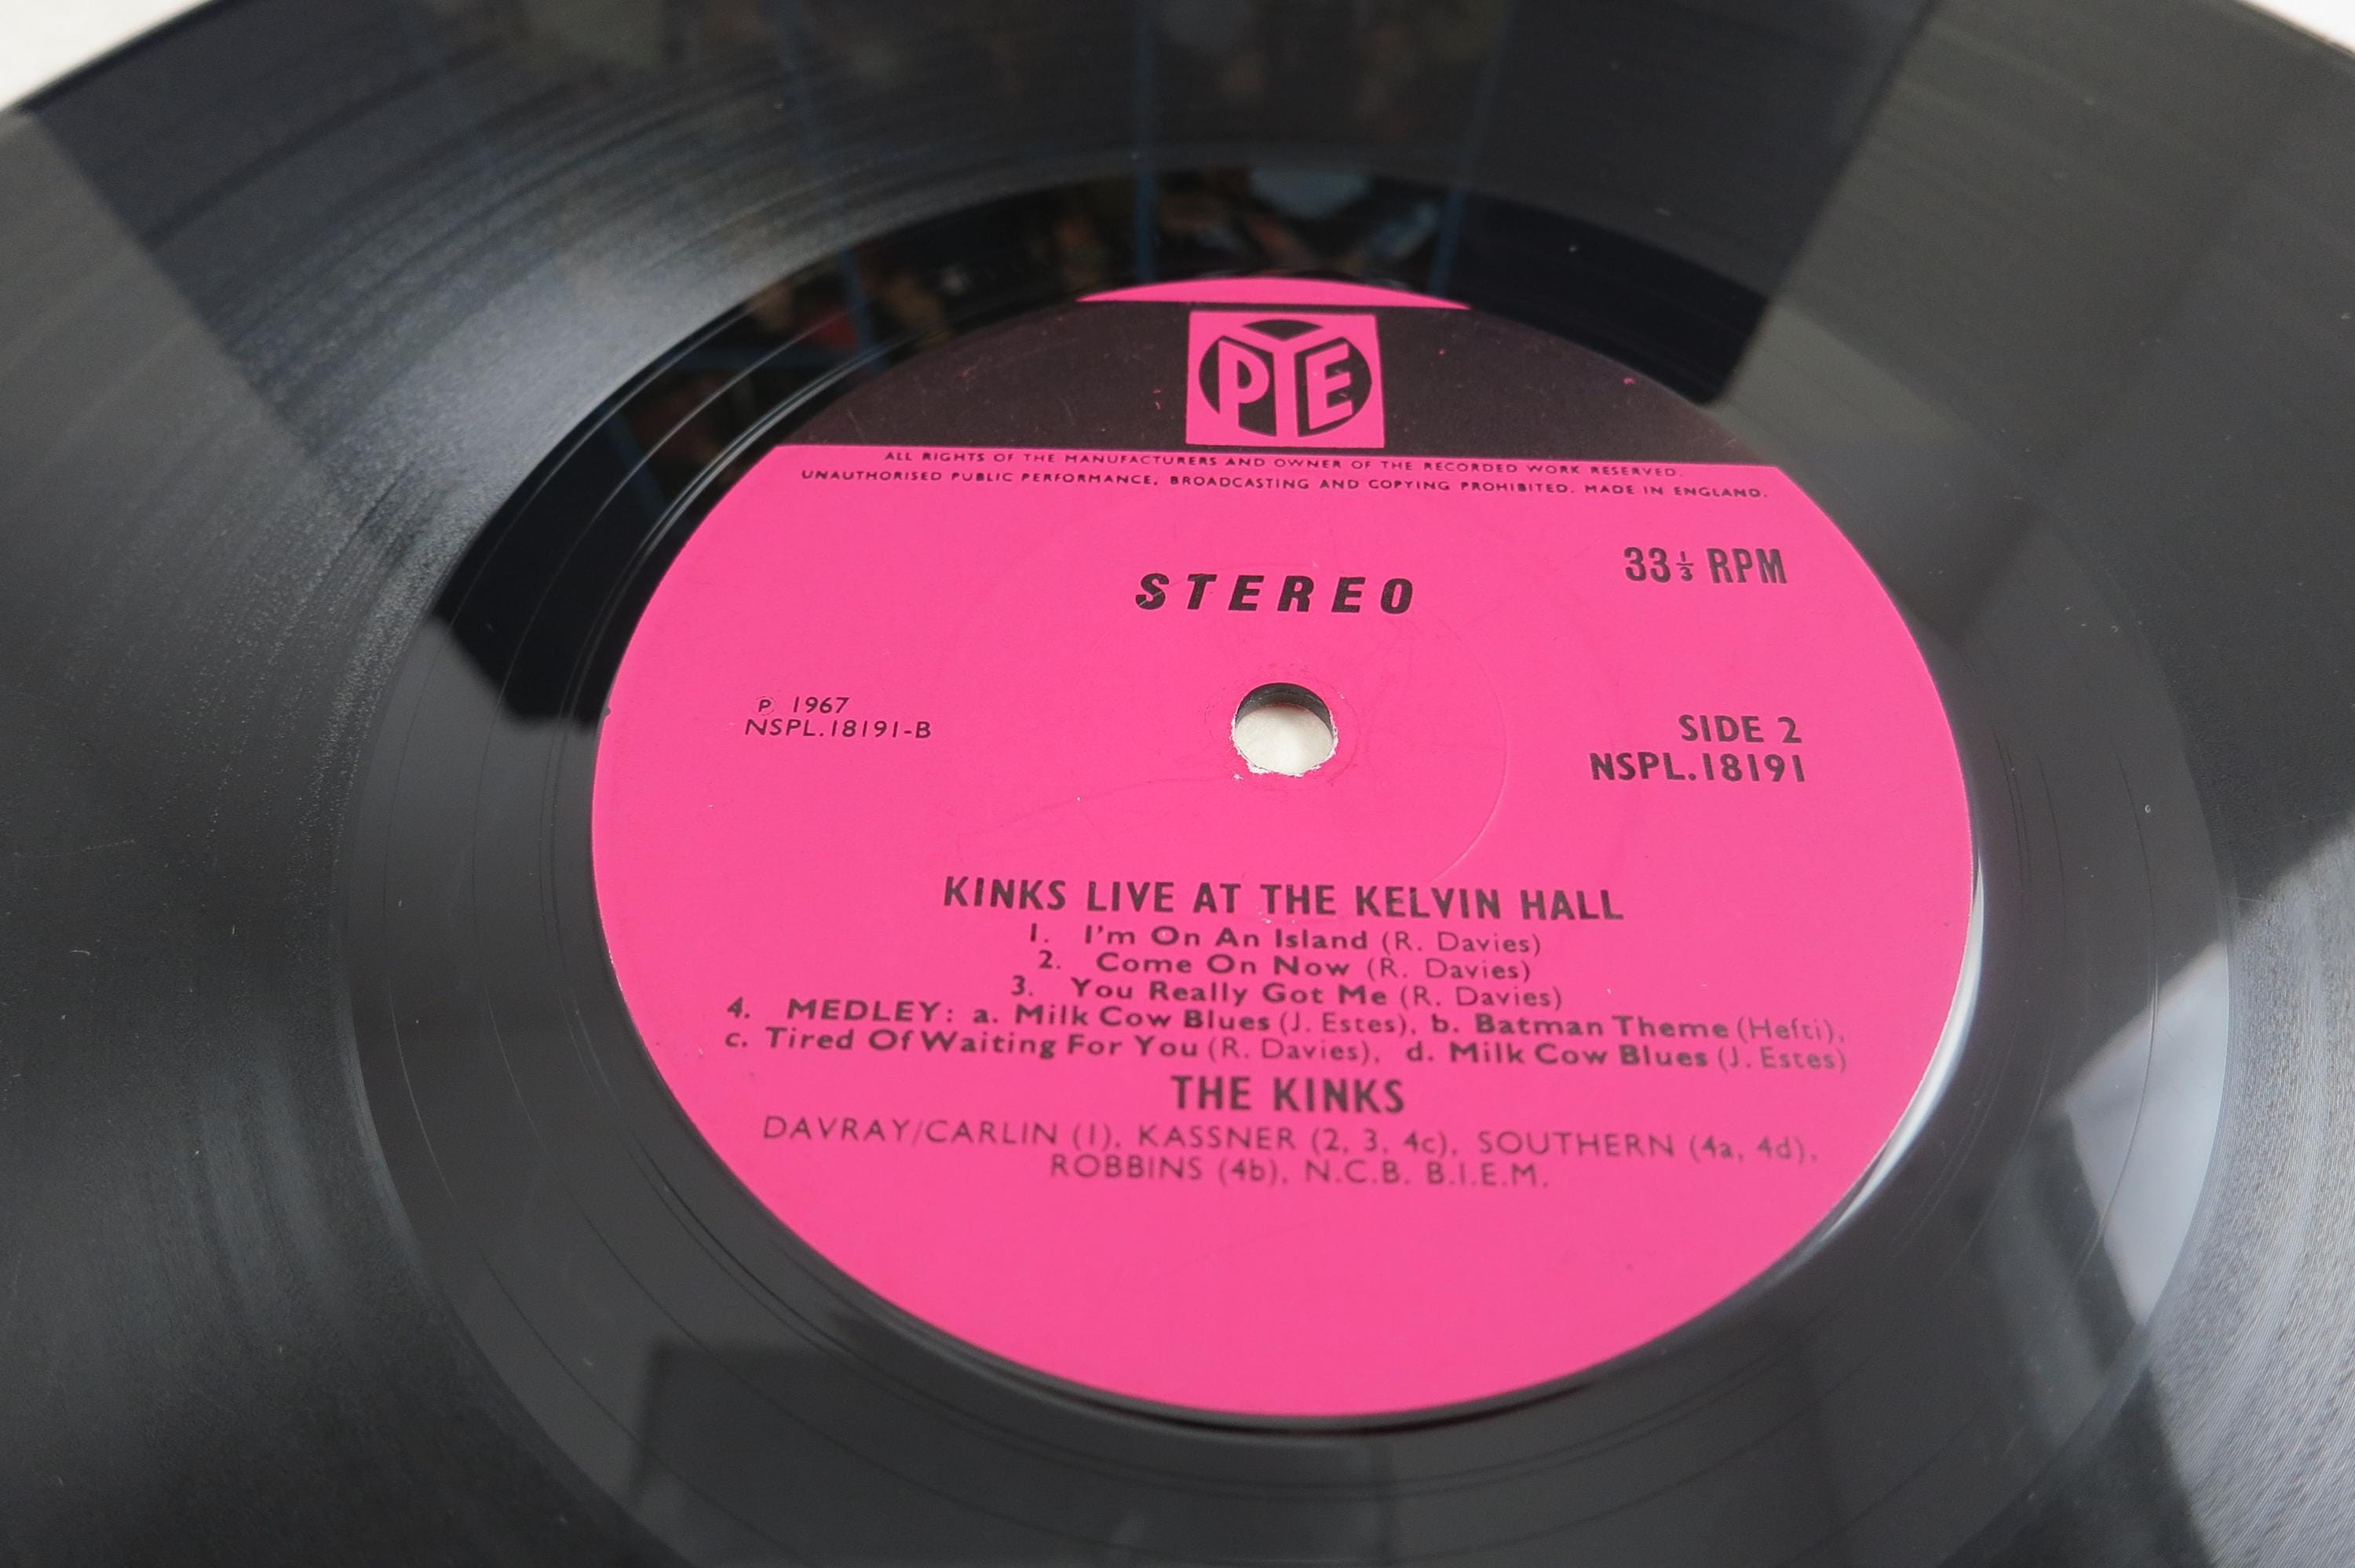 PYE
ALL RIGHTS OF THE MANUFACTURERS AND OWNER OF THE RECORDED WORK RESERVED.
UNAUTHORISED PUBLIC PERFORMANCE, BROADCASTING AND COPYING PROHIBITED. MADE IN ENGLAND.
33⅓ RPM
STEREO
Ⓟ 1967
NSPL.18191-B
SIDE 2
NSPL.18191
KINKS LIVE AT THE KELVIN HALL
1. I'm On An Island (R. Davies)
2. Come On Now (R. Davies)
3. You Really Got Me (R. Davies)
4. MEDLEY: a. Milk Cow Blues (J. Estes), b. Batman Theme (Hefti),
c. Tired Of Waiting For You (R. Davies), d. Milk Cow Blues (J. Estes)
THE KINKS
DAVRAY/CARLIN (1), KASSNER (2, 3, 4c), SOUTHERN (4a, 4d),
ROBBINS (4b), N.C.B. B.I.E.M.